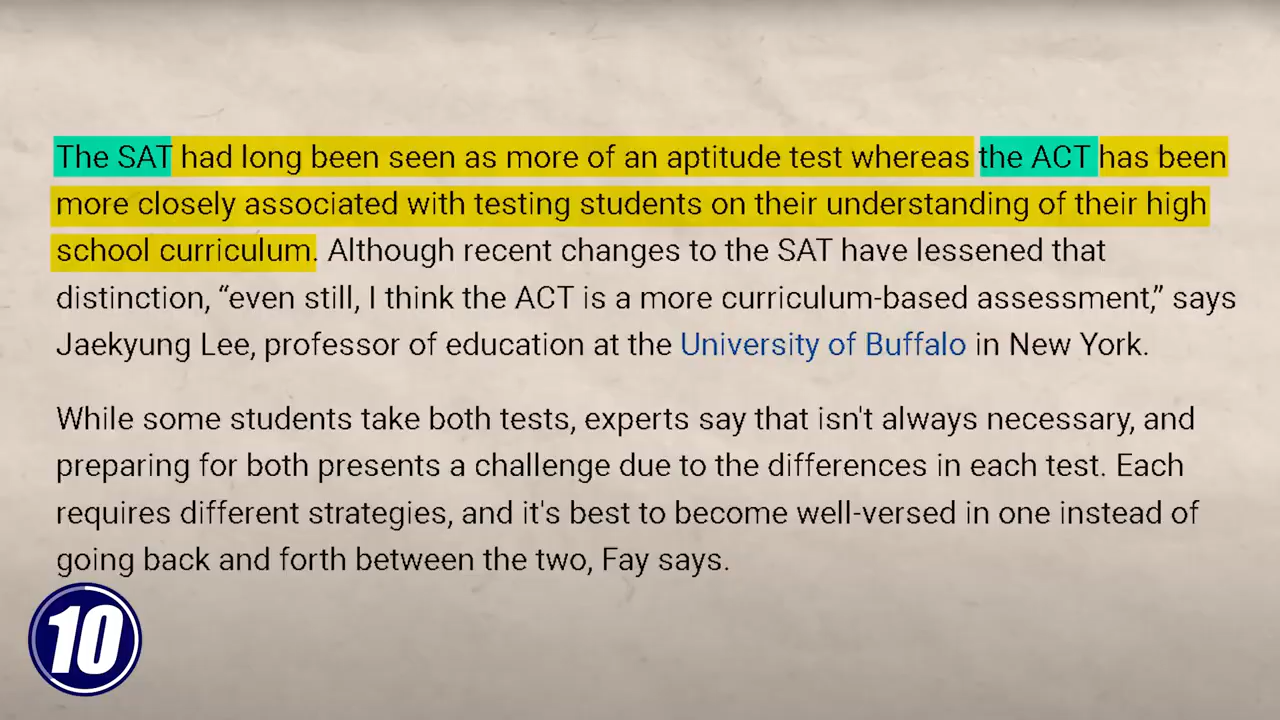 The SAT had long been seen as more of an aptitude test whereas the ACT has been
more closely associated with testing students on their understanding of their high
school curriculum. Although recent changes to the SAT have lessened that
distinction, “even still, I think the ACT is a more curriculum-based assessment,” says
Jaekyung Lee, professor of education at the University of Buffalo in New York.
While some students take both tests, experts say that isn't always necessary, and
preparing for both presents a challenge due to the differences in each test. Each
requires different strategies, and it's best to become well-versed in one instead of
going back and forth between the two, Fay says.
10